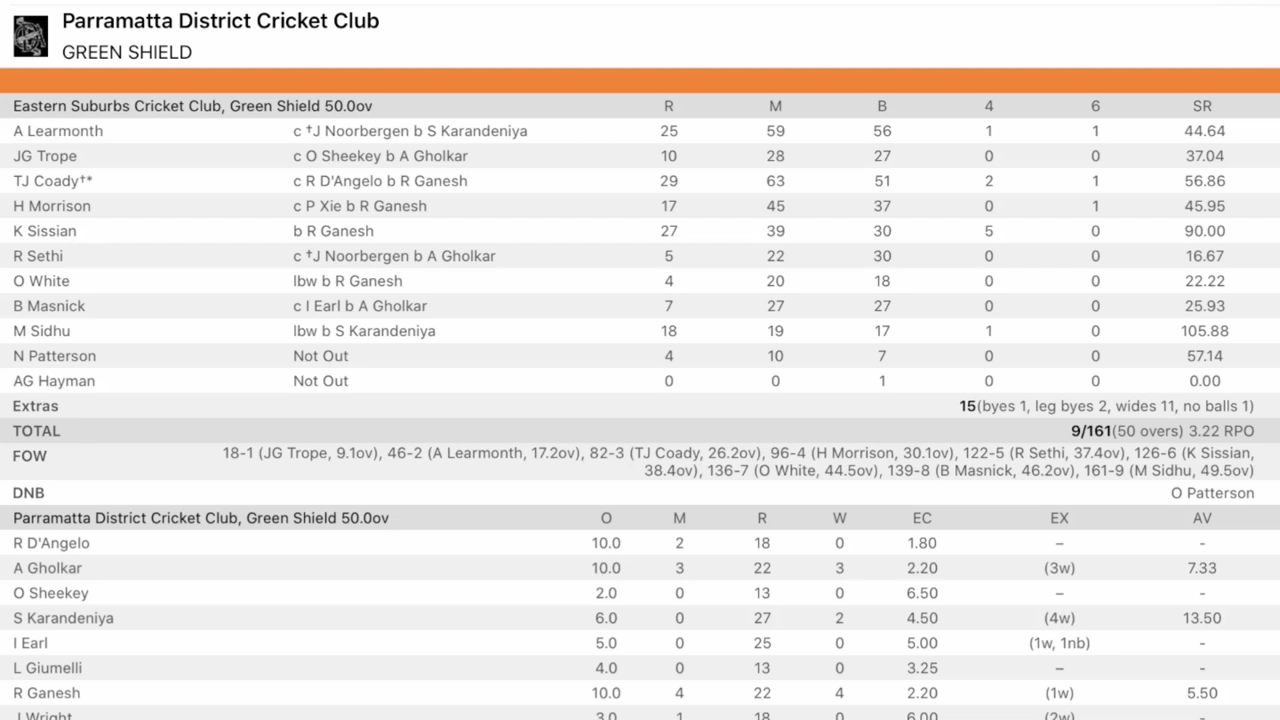 Parramatta District Cricket Club
GREEN SHIELD
Eastern Suburbs Cricket Club, Green Shield 50.0ov R M B 4 6 SR
A Learmonth c †J Noorbergen b S Karandeniya 25 59 56 1 1 44.64
JG Trope c O Sheekey b A Gholkar 10 28 27 0 0 37.04
TJ Coady†* c R D'Angelo b R Ganesh 29 63 51 2 1 56.86
H Morrison c P Xie b R Ganesh 17 45 37 0 1 45.95
K Sissian b R Ganesh 27 39 30 5 0 90.00
R Sethi c †J Noorbergen b A Gholkar 5 22 30 0 0 16.67
O White lbw b R Ganesh 4 20 18 0 0 22.22
B Masnick c I Earl b A Gholkar 7 27 27 0 0 25.93
M Sidhu lbw b S Karandeniya 18 19 17 1 0 105.88
N Patterson Not Out 4 10 7 0 0 57.14
AG Hayman Not Out 0 0 1 0 0 0.00
Extras 15(byes 1, leg byes 2, wides 11, no balls 1)
TOTAL 9/161(50 overs) 3.22 RPO
FOW 18-1 (JG Trope, 9.1ov), 46-2 (A Learmonth, 17.2ov), 82-3 (TJ Coady, 26.2ov), 96-4 (H Morrison, 30.1ov), 122-5 (R Sethi, 37.4ov), 126-6 (K Sissian,
38.4ov), 136-7 (O White, 44.5ov), 139-8 (B Masnick, 46.2ov), 161-9 (M Sidhu, 49.5ov)
DNB O Patterson
Parramatta District Cricket Club, Green Shield 50.0ov O M R W EC EX AV
R D'Angelo 10.0 2 18 0 1.80 – -
A Gholkar 10.0 3 22 3 2.20 (3w) 7.33
O Sheekey 2.0 0 13 0 6.50 – -
S Karandeniya 6.0 0 27 2 4.50 (4w) 13.50
I Earl 5.0 0 25 0 5.00 (1w, 1nb) -
L Giumelli 4.0 0 13 0 3.25 – -
R Ganesh 10.0 4 22 4 2.20 (1w) 5.50
J Wright 3.0 1 18 0 6.00 (2w) -